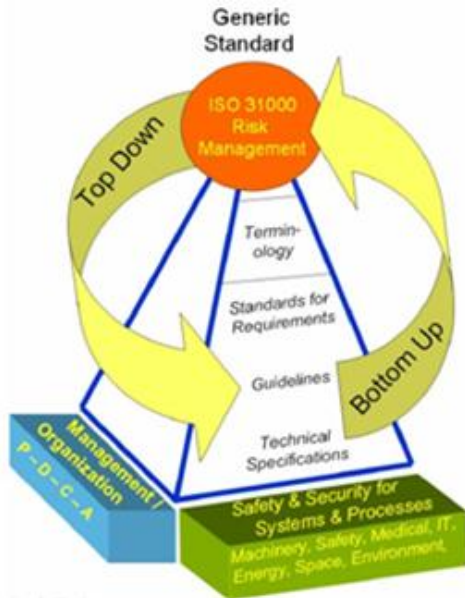 Generic
Standard
ISO 31000
Risk
Management
Top Down
Termin-
ology
Standards for
Requirements
Guidelines
Bottom Up
Technical
Specifications
Management /
Organization
P – D – C – A
Safety & Security for
Systems & Processes
Machinery, Safety, Medical, IT,
Energy, Space, Environment,